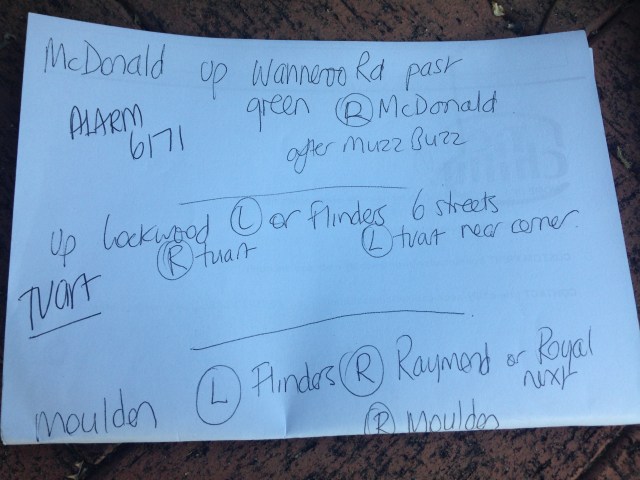 McDonald up Wanneroo Rd past
green R McDonald
ALARM
6171
after Muzz Buzz
up Lockwood L or Flinders 6 streets
R tuart L tuart near corner.
TUart
L Flinders R Raymond or Royal
next
Moulden R Moulden